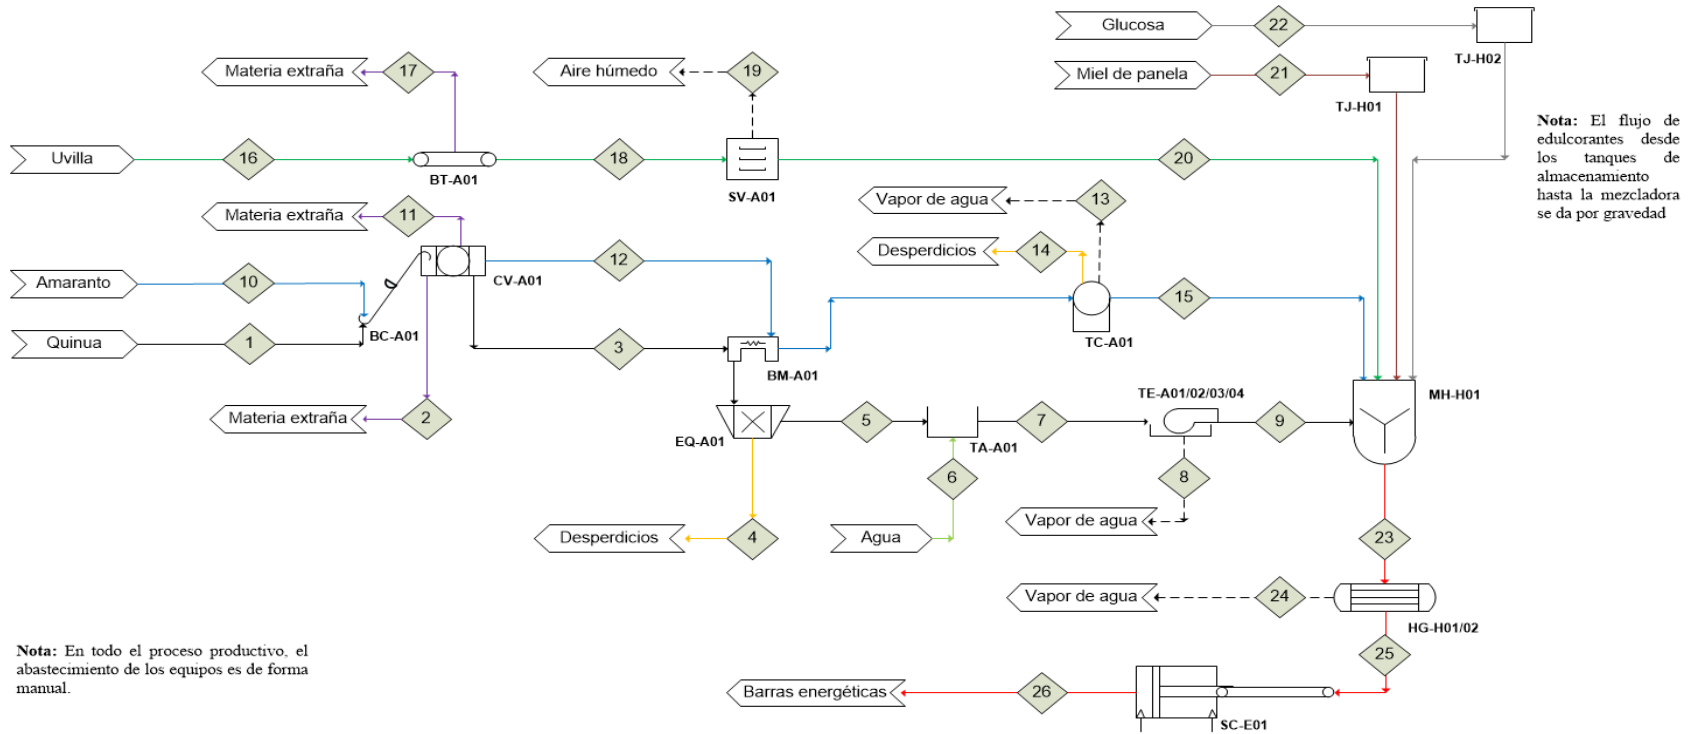 Glucosa
22
TJ-H02
Miel de panela
21
TJ-H01
Nota: El flujo de
edulcorantes desde
los tanques de
almacenamiento
hasta la mezcladora
se da por gravedad
Materia extraña
17
Aire húmedo
19
Uvilla
16
BT-A01
18
SV-A01
20
Materia extraña
11
Vapor de agua
13
Desperdicios
14
Amaranto
10
CV-A01
12
15
TC-A01
Quinua
1
BC-A01
3
BM-A01
Materia extraña
2
EQ-A01
5
TA-A01
7
TE-A01/02/03/04
9
MH-H01
6
8
Desperdicios
4
Agua
Vapor de agua
23
Vapor de agua
24
HG-H01/02
25
Nota: En todo el proceso productivo, el
abastecimiento de los equipos es de forma
manual.
Barras energéticas
26
SC-E01